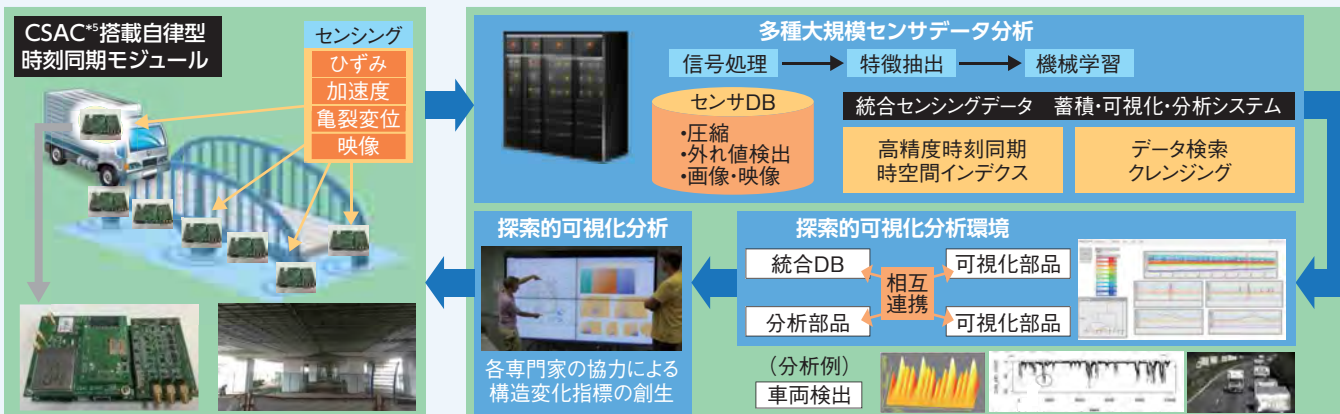 CSAC*5搭載自律型
時刻同期モジュール
センシング
ひずみ
加速度
亀裂変位
映像
多種大規模センサデータ分析
信号処理
特徴抽出
機械学習
センサDB
・圧縮
・外れ値検出
・画像・映像
統合センシングデータ 蓄積・可視化・分析システム
高精度時刻同期
時空間インデクス
データ検索
クレンジング
探索的可視化分析
各専門家の協力による
構造変化指標の創生
探索的可視化分析環境
統合DB
可視化部品
相互
連携
分析部品
可視化部品
（分析例）
車両検出